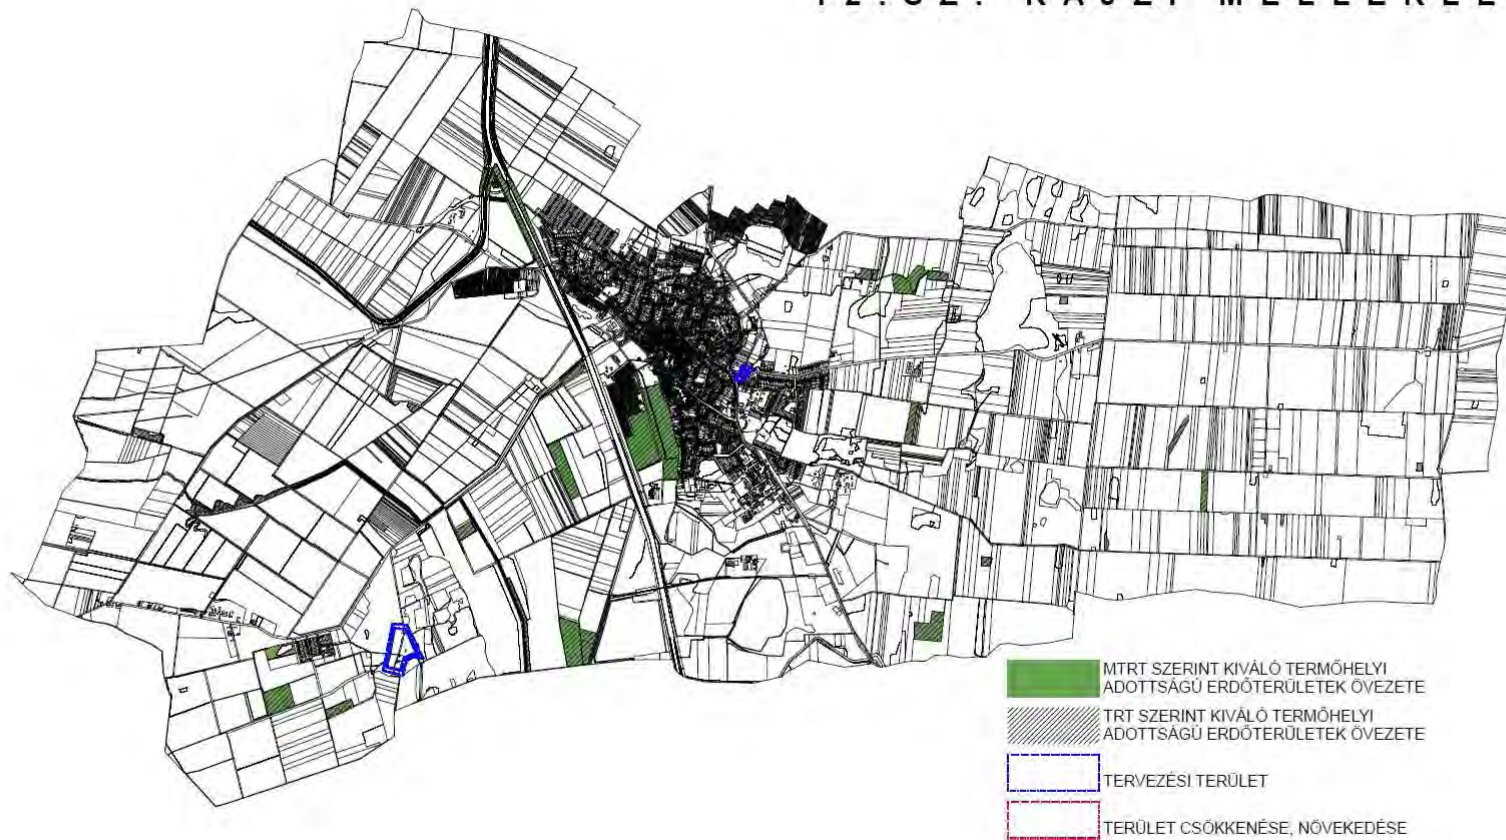 MTRT SZERINT KIVÁLÓ TERMŐHELYI
ADOTTSÁGÚ ERDŐTERÜLETEK ÖVEZETE
TRT SZERINT KIVÁLÓ TERMŐHELYI
ADOTTSÁGÚ ERDŐTERÜLETEK ÖVEZETE
TERVEZÉSI TERÜLET
TERÜLET CSÖKKENÉSE, NÖVEKEDÉSE